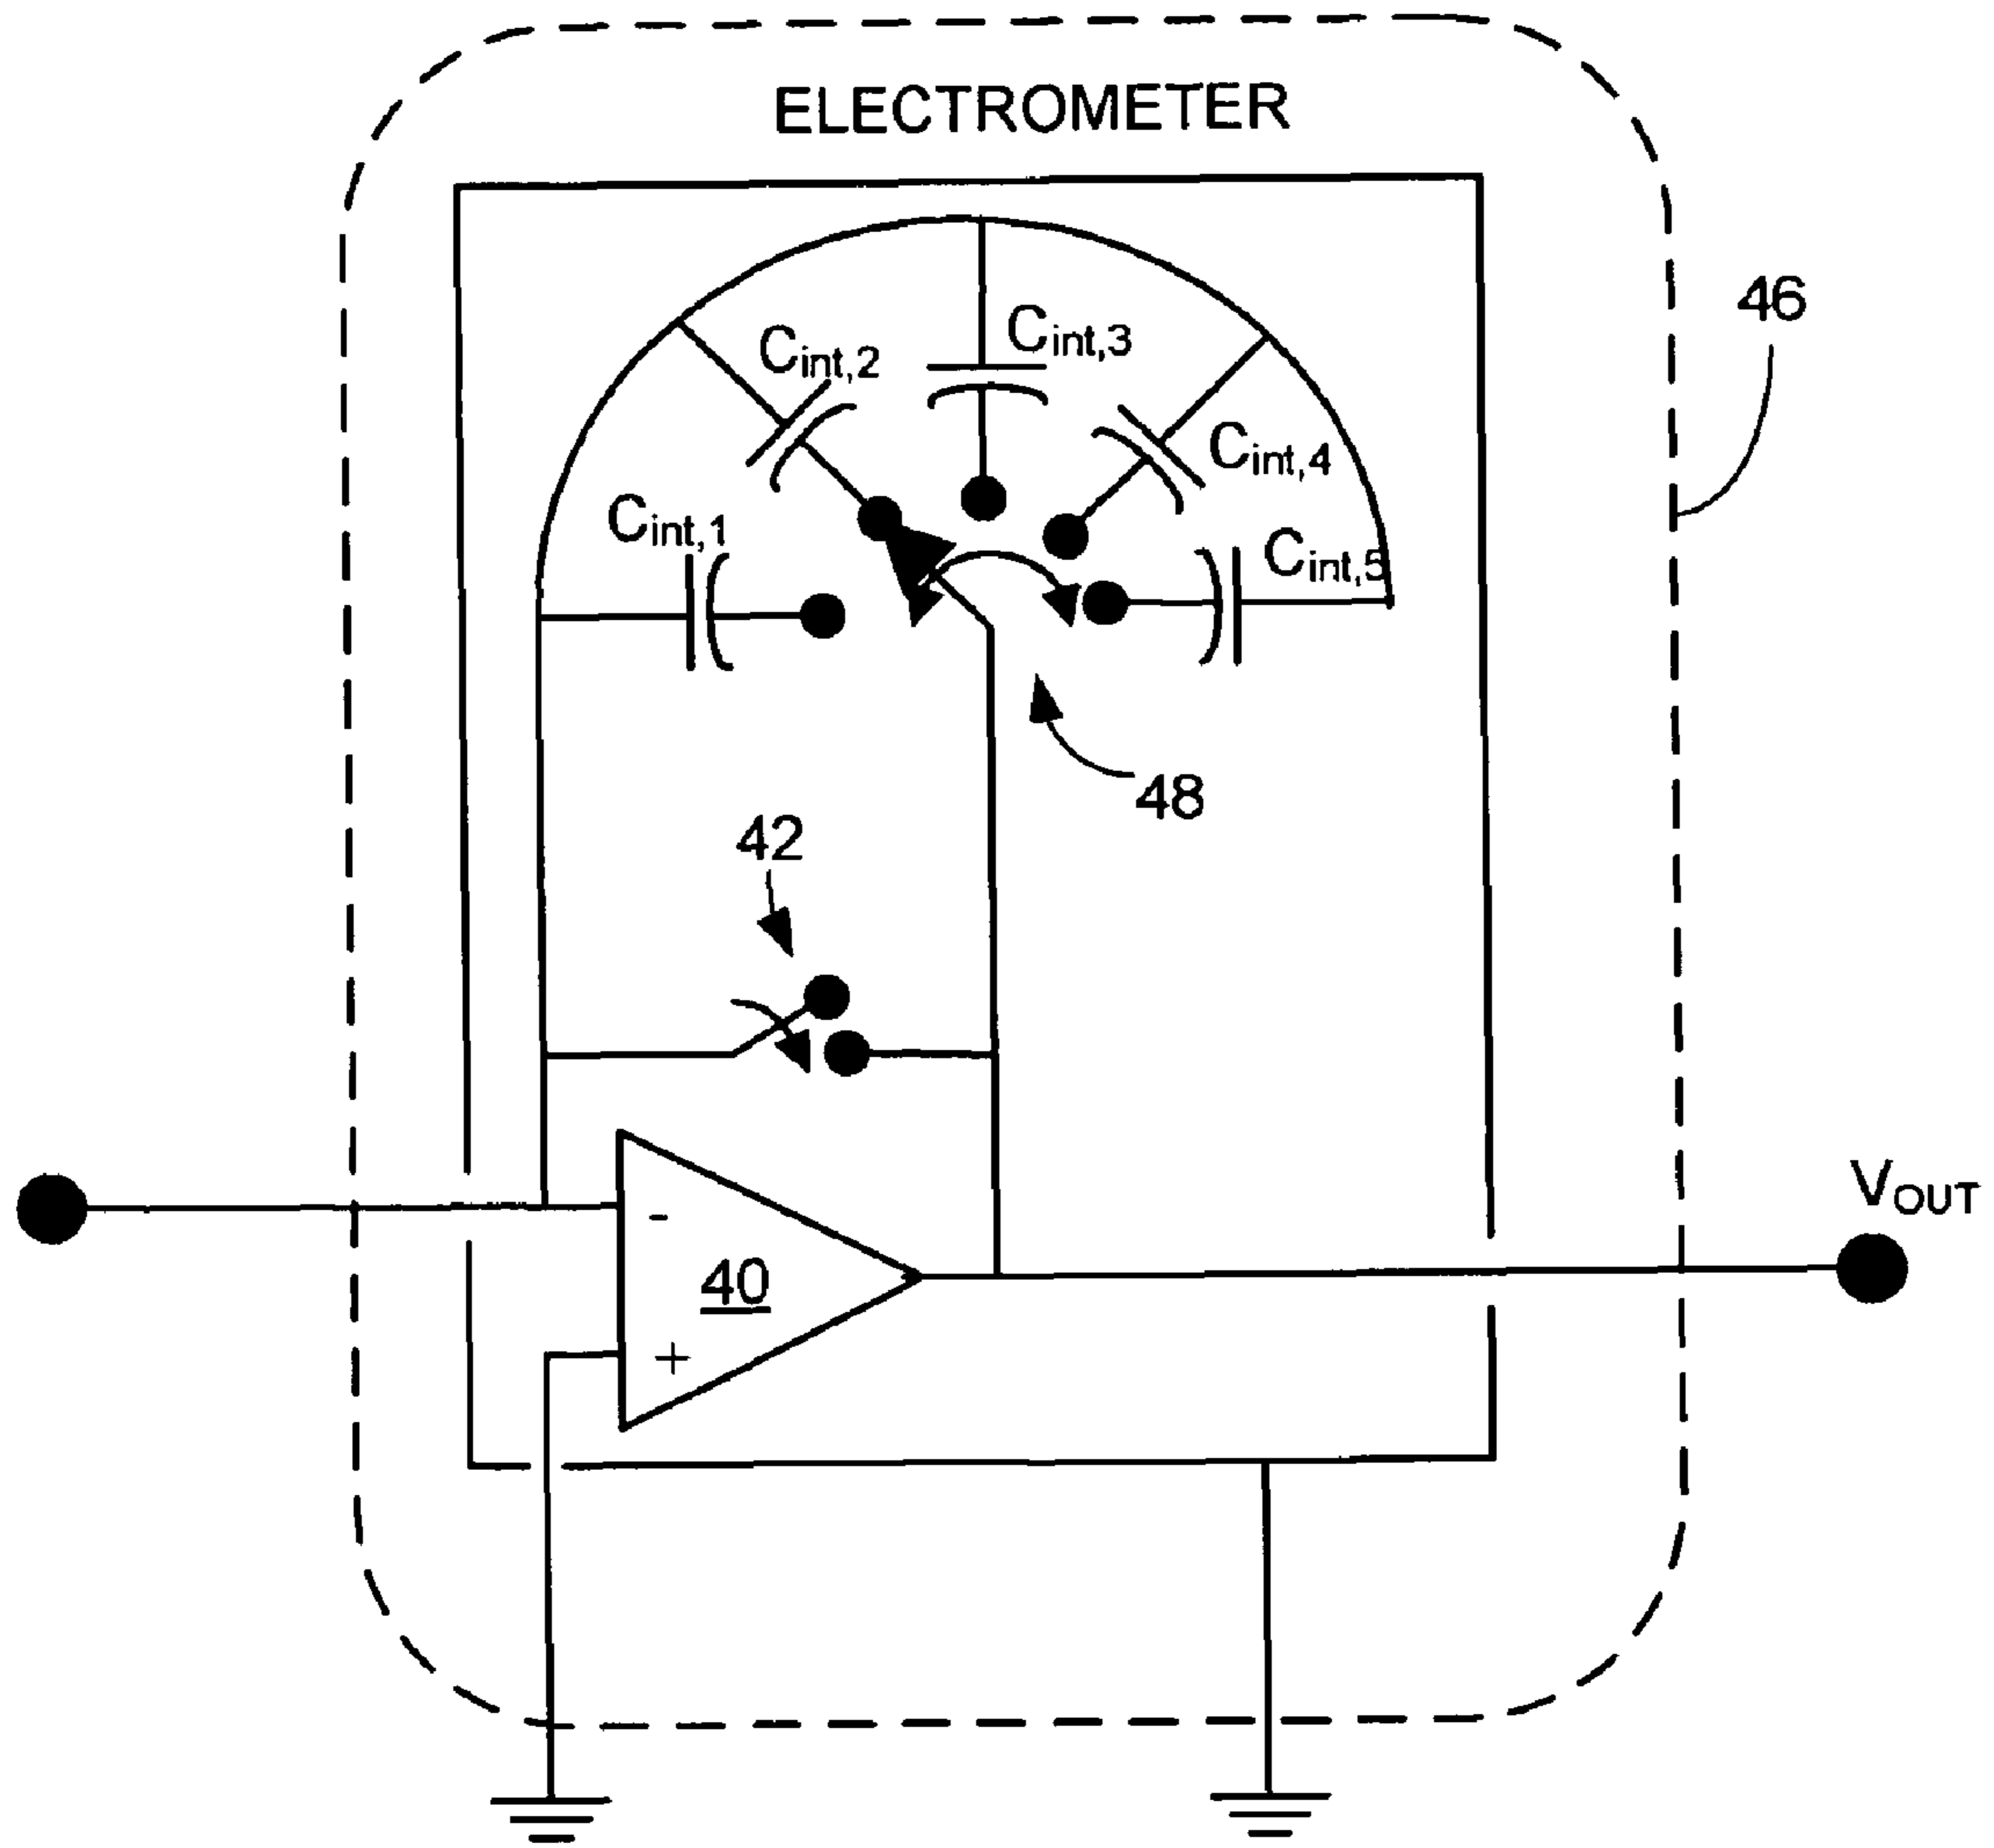 ELECTROMETER
46
Cint,3
Cint,2
Cint,4
Cint,1
Cint,5
48
42
VOUT
-
40
+